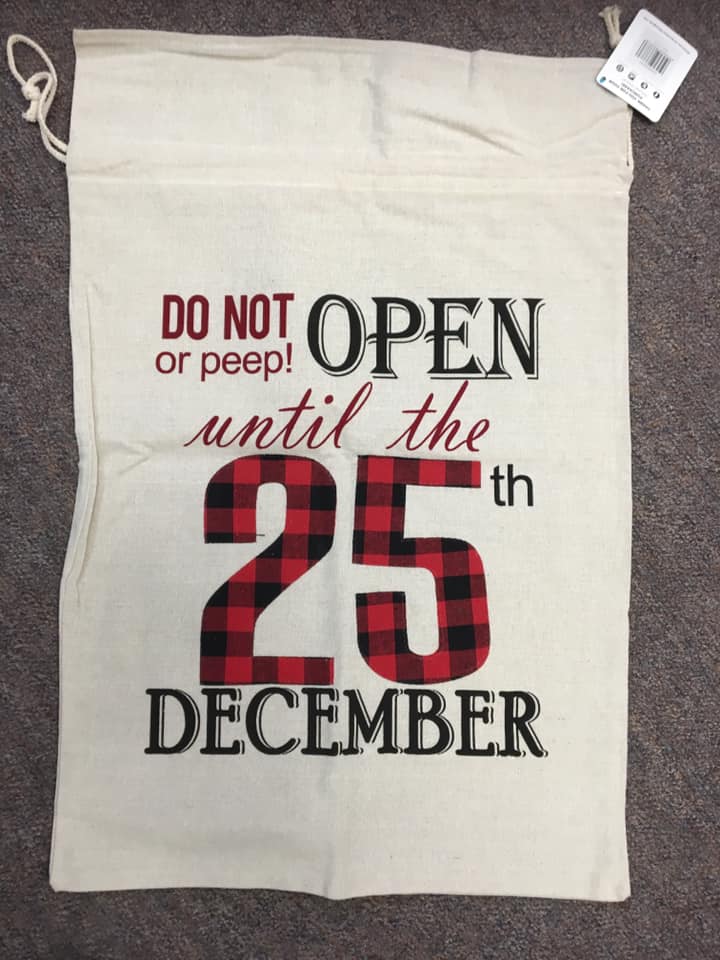 DO NOT OPEN
or peep!
until the
25th
DECEMBER